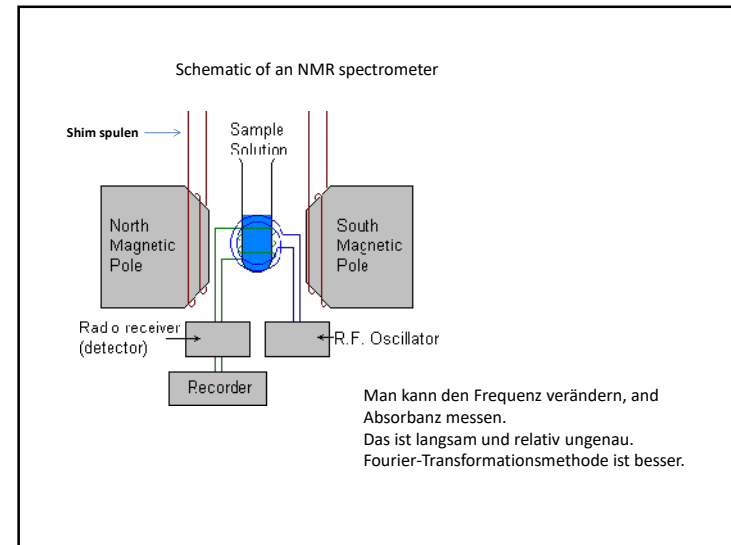 Schematic of an NMR spectrometer
Shim spulen
Sample
Solution
North
Magnetic
Pole
South
Magnetic
Pole
Radio receiver
(detector)
R.F. Oscillator
Recorder
Man kann den Frequenz verändern, and
Absorbanz messen.
Das ist langsam und relativ ungenau.
Fourier-Transformationsmethode ist besser.